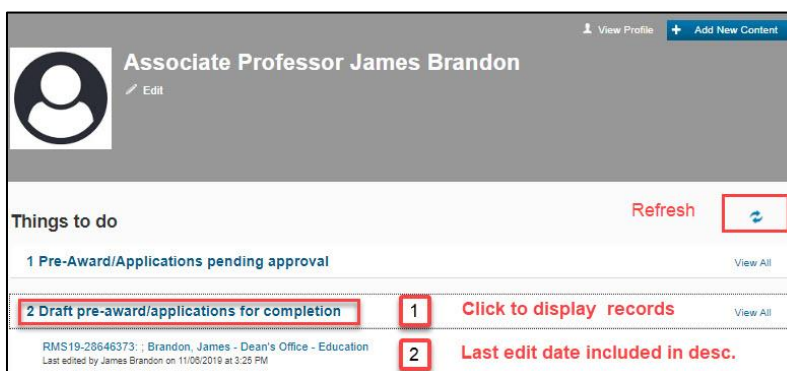 View Profile + Add New Content
Associate Professor James Brandon
Edit
Refresh
Things to do
1 Pre-Award/Applications pending approval View All
2 Draft pre-award/applications for completion 1 Click to display records View All
RMS19-28646373: ; Brandon, James - Dean's Office - Education
Last edited by James Brandon on 11/06/2019 at 3:25 PM
2 Last edit date included in desc.